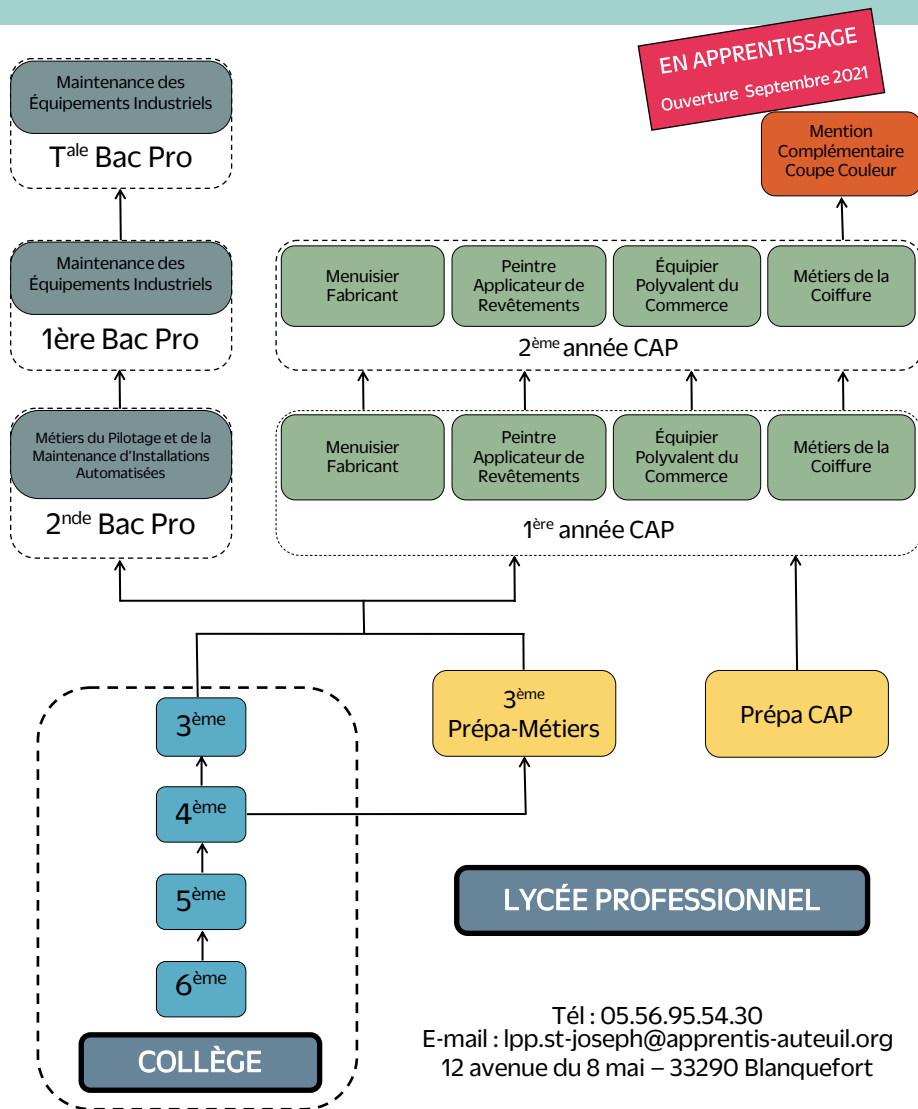 EN APPRENTISSAGE
Ouverture Septembre 2021
Maintenance des
Équipements Industriels
Tale Bac Pro
Mention
Complémentaire
Coupe Couleur
Maintenance des
Équipements Industriels
1ère Bac Pro
Menuisier
Fabricant
Peintre
Applicateur de
Revêtements
Équipier
Polyvalent du
Commerce
Métiers de la
Coiffure
2ème année CAP
Métiers du Pilotage et de la
Maintenance d'Installations
Automatisées
2nde Bac Pro
Menuisier
Fabricant
Peintre
Applicateur de
Revêtements
Équipier
Polyvalent du
Commerce
Métiers de la
Coiffure
1ère année CAP
3ème
3ème
Prépa-Métiers
Prépa CAP
4ème
5ème
6ème
COLLÈGE
LYCÉE PROFESSIONNEL
Tél : 05.56.95.54.30
E-mail : lpp.st-joseph@apprentis-auteuil.org
12 avenue du 8 mai – 33290 Blanquefort